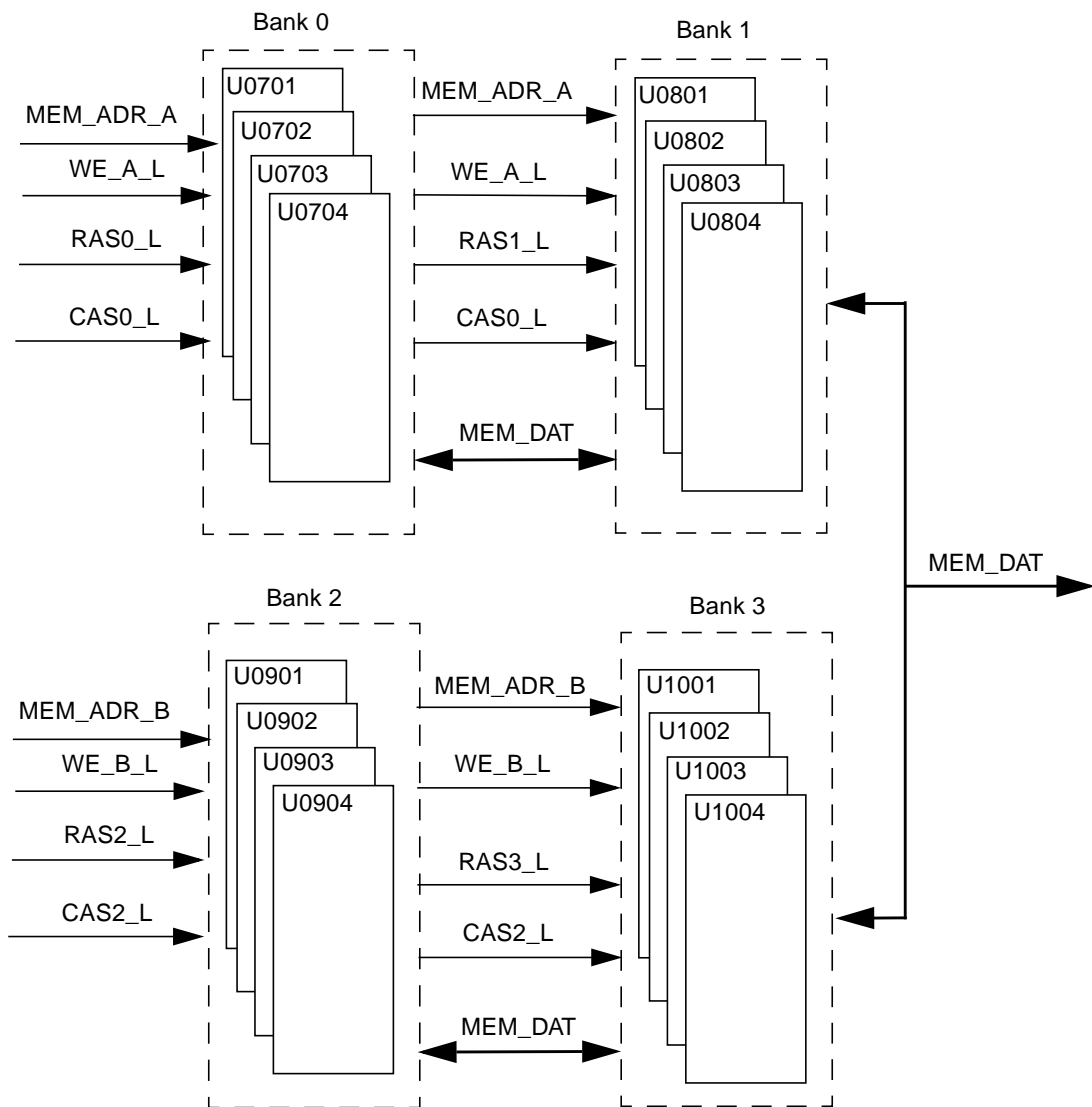 Bank 0
Bank 1
U0701
U0702
U0703
U0704
MEM_ADR_A
WE_A_L
RAS0_L
CAS0_L
MEM_ADR_A
WE_A_L
RAS1_L
CAS0_L
MEM_DAT
U0801
U0802
U0803
U0804
MEM_DAT
Bank 2
Bank 3
MEM_ADR_B
WE_B_L
RAS2_L
CAS2_L
U0901
U0902
U0903
U0904
MEM_ADR_B
WE_B_L
RAS3_L
CAS2_L
MEM_DAT
U1001
U1002
U1003
U1004